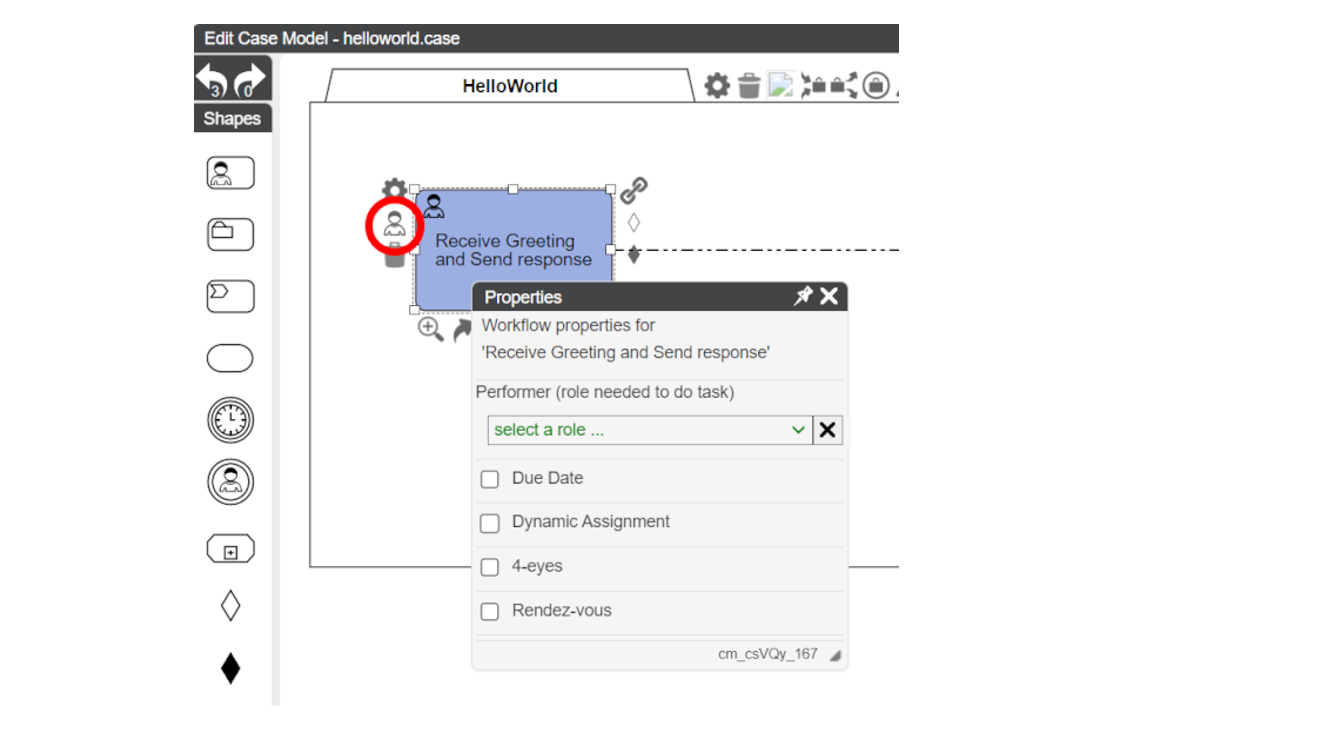 Edit Case Model - helloworld.case
3 0
HelloWorld
Shapes
Receive Greeting
and Send response
Properties
Workflow properties for
'Receive Greeting and Send response'
Performer (role needed to do task)
select a role ...
Due Date
Dynamic Assignment
4-eyes
Rendez-vous
cm_csVQy_167